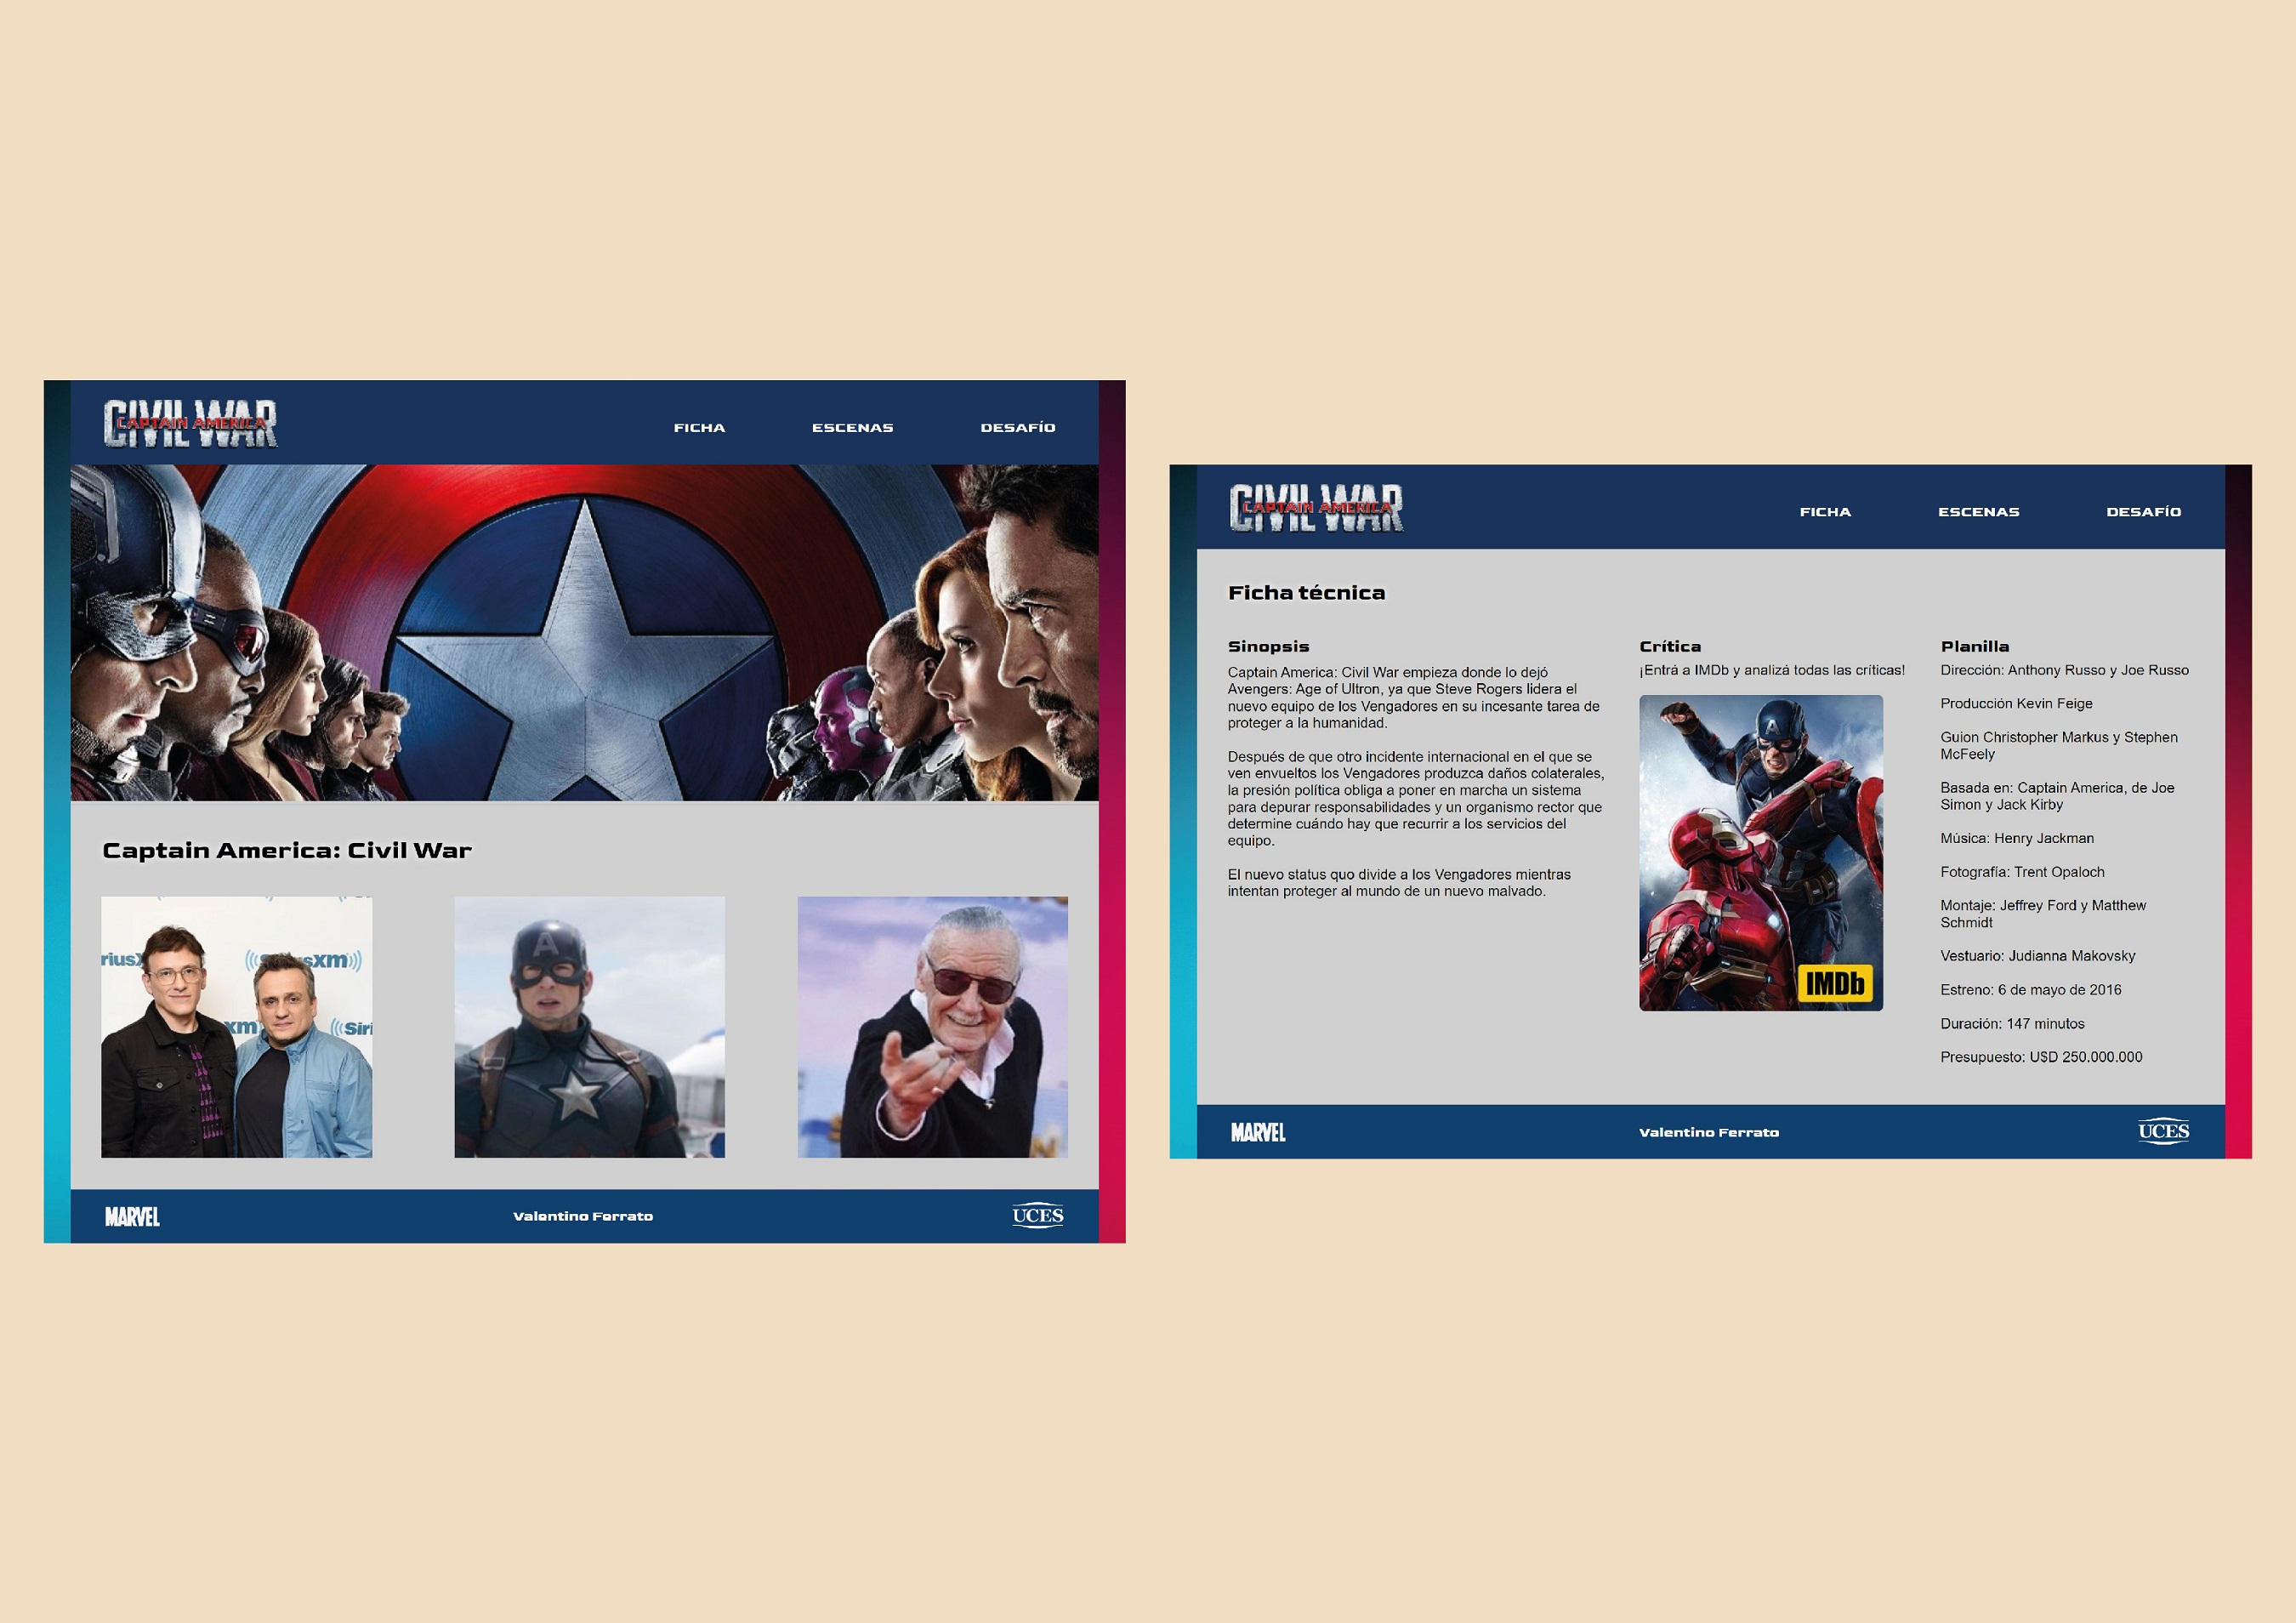 CIVIL WAR
CAPTAIN AMERICA
FICHA
ESCENAS
DESAFÍO
Captain America: Civil War
riusX
((SiriusXM))
xm
((Siri
A
MARVEL
Valentino Ferrato
UCES
CIVIL WAR
CAPTAIN AMERICA
FICHA
ESCENAS
DESAFÍO
Ficha técnica
Sinopsis
Captain America: Civil War empieza donde lo dejó
Avengers: Age of Ultron, ya que Steve Rogers lidera el
nuevo equipo de los Vengadores en su incesante tarea de
proteger a la humanidad.
Después de que otro incidente internacional en el que se
ven envueltos los Vengadores produzca daños colaterales,
la presión política obliga a poner en marcha un sistema
para depurar responsabilidades y un organismo rector que
determine cuándo hay que recurrir a los servicios del
equipo.
El nuevo status quo divide a los Vengadores mientras
intentan proteger al mundo de un nuevo malvado.
Crítica
¡Entrá a IMDb y analizá todas las críticas!
A
IMDb
Planilla
Dirección: Anthony Russo y Joe Russo
Producción Kevin Feige
Guion Christopher Markus y Stephen
McFeely
Basada en: Captain America, de Joe
Simon y Jack Kirby
Música: Henry Jackman
Fotografía: Trent Opaloch
Montaje: Jeffrey Ford y Matthew
Schmidt
Vestuario: Judianna Makovsky
Estreno: 6 de mayo de 2016
Duración: 147 minutos
Presupuesto: U$D 250.000.000
MARVEL
Valentino Ferrato
UCES